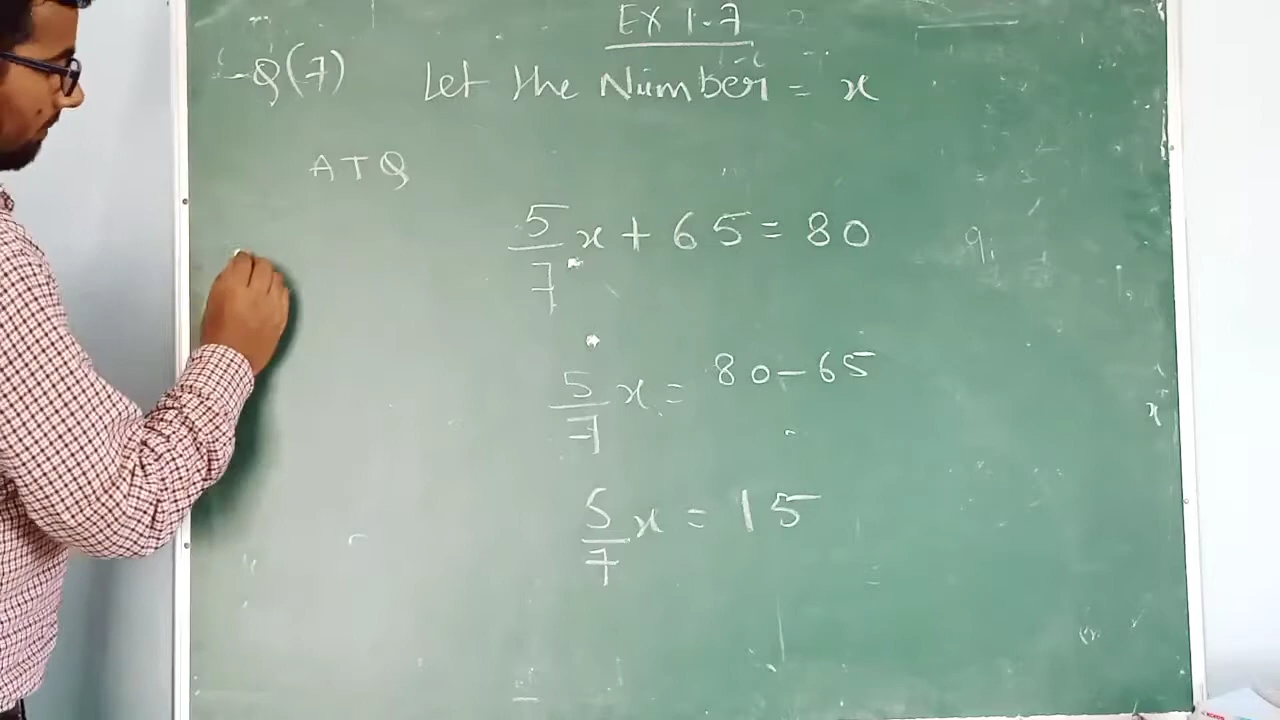 EX 1.7
Q(7) Let the Number = x
ATQ
5/7 x + 65 = 80
5/7 x = 80 - 65
5/7 x = 15